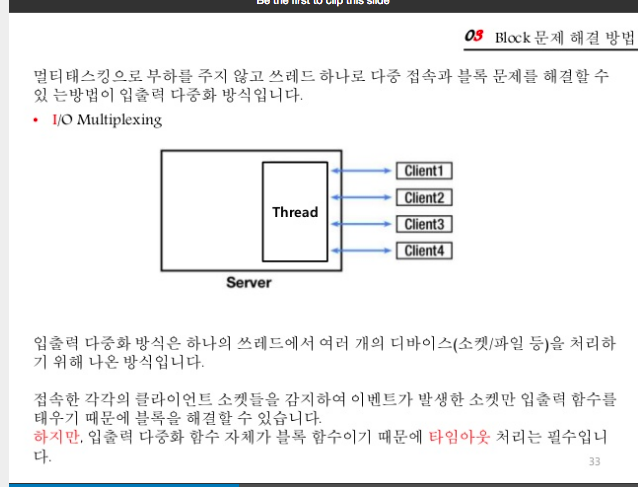 Be the first to clip this slide
03 Block 문제 해결 방법
멀티태스킹으로 부하를 주지 않고 쓰레드 하나로 다중 접속과 블록 문제를 해결할 수
있 는방법이 입출력 다중화 방식입니다.
• I/O Multiplexing
Thread
Client1
Client2
Client3
Client4
Server
입출력 다중화 방식은 하나의 쓰레드에서 여러 개의 디바이스(소켓/파일 등)을 처리하
기 위해 나온 방식입니다.
접속한 각각의 클라이언트 소켓들을 감지하여 이벤트가 발생한 소켓만 입출력 함수를
태우기 때문에 블록을 해결할 수 있습니다.
하지만, 입출력 다중화 함수 자체가 블록 함수이기 때문에 타임아웃 처리는 필수입니
다.
33